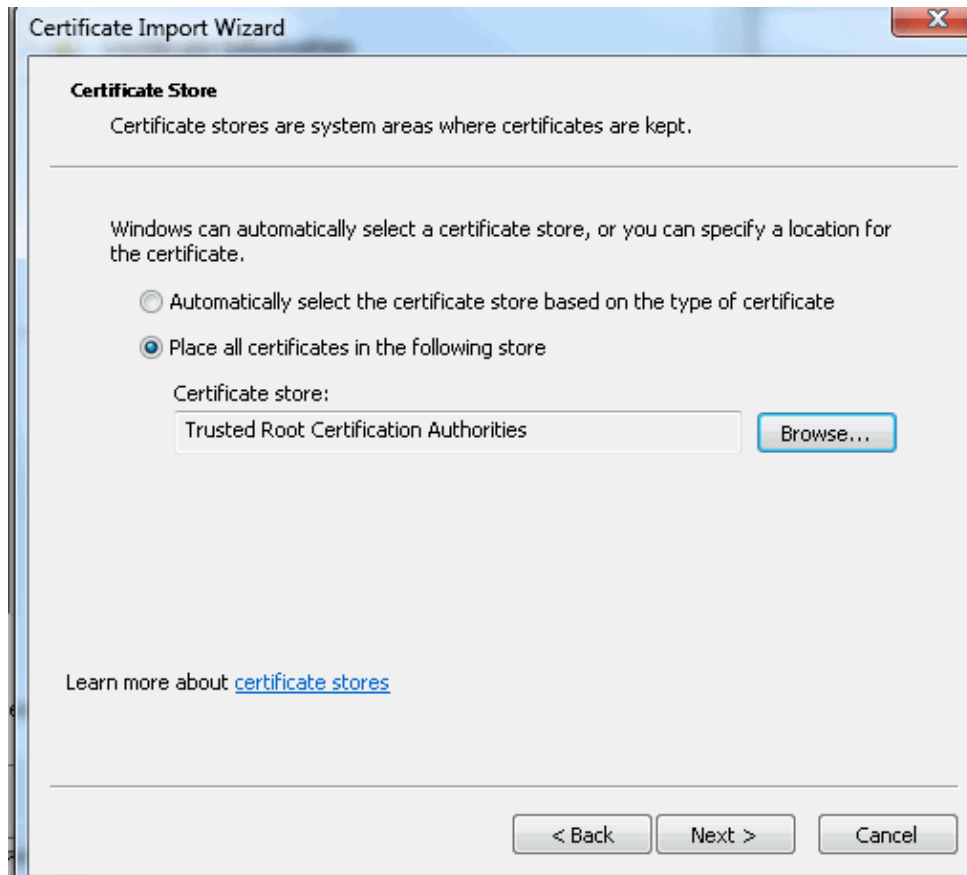 Certificate Import Wizard
X
Certificate Store
Certificate stores are system areas where certificates are kept.
Windows can automatically select a certificate store, or you can specify a location for
the certificate.
Automatically select the certificate store based on the type of certificate
Place all certificates in the following store
Certificate store:
Trusted Root Certification Authorities
Browse...
Learn more about certificate stores
< Back Next > Cancel